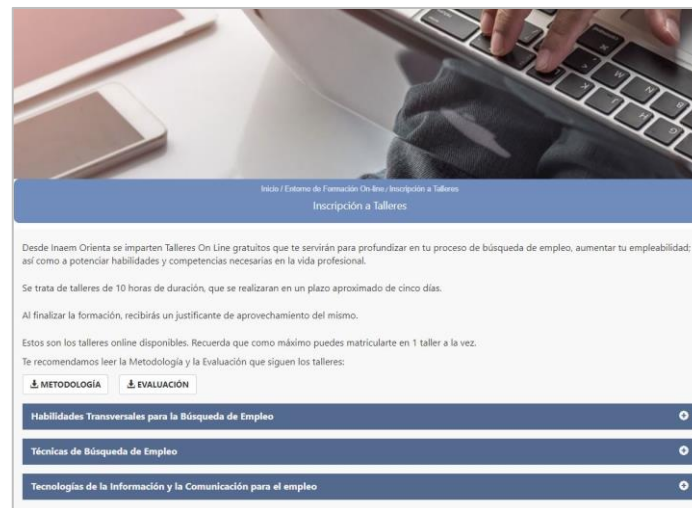 Inicio / Entorno de Formación On-line / Inscripción a Talleres
Inscripción a Talleres
Desde Inaem Orienta se imparten Talleres On Line gratuitos que te servirán para profundizar en tu proceso de búsqueda de empleo, aumentar tu empleabilidad;
así como a potenciar habilidades y competencias necesarias en la vida profesional.
Se trata de talleres de 10 horas de duración, que se realizaran en un plazo aproximado de cinco días.
Al finalizar la formación, recibirás un justificante de aprovechamiento del mismo.
Estos son los talleres online disponibles. Recuerda que como máximo puedes matricularte en 1 taller a la vez.
Te recomendamos leer la Metodología y la Evaluación que siguen los talleres:
METODOLOGÍA EVALUACIÓN
Habilidades Transversales para la Búsqueda de Empleo
Técnicas de Búsqueda de Empleo
Tecnologías de la Información y la Comunicación para el empleo